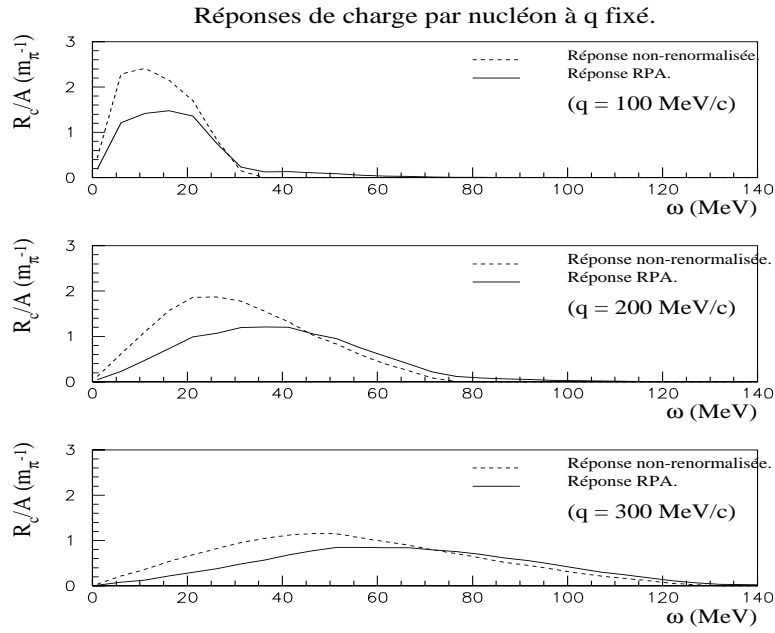 Réponses de charge par nucléon à q fixé.
R_c/A (m_π^-1)
3
2
1
0
Réponse non-renormalisée.
Réponse RPA.
(q = 100 MeV/c)
0 20 40 60 80 100 120 140
ω (MeV)
R_c/A (m_π^-1)
3
2
1
0
Réponse non-renormalisée.
Réponse RPA.
(q = 200 MeV/c)
0 20 40 60 80 100 120 140
ω (MeV)
R_c/A (m_π^-1)
3
2
1
0
Réponse non-renormalisée.
Réponse RPA.
(q = 300 MeV/c)
0 20 40 60 80 100 120 140
ω (MeV)